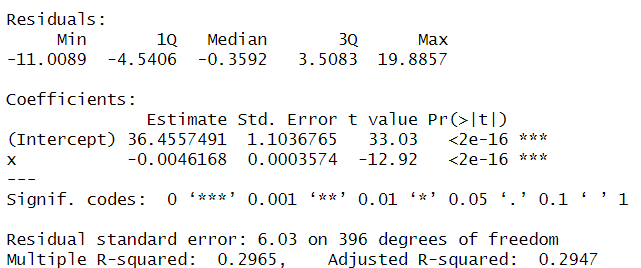 Residuals:
     Min       1Q   Median       3Q      Max
-11.0089  -4.5406  -0.3592   3.5083  19.8857
Coefficients:
              Estimate Std. Error t value Pr(>|t|)
(Intercept) 36.4557491  1.1036765   33.03   <2e-16 ***
x           -0.0046168  0.0003574  -12.92   <2e-16 ***
---
Signif. codes:  0 ‘***’ 0.001 ‘**’ 0.01 ‘*’ 0.05 ‘.’ 0.1 ‘ ’ 1
Residual standard error: 6.03 on 396 degrees of freedom
Multiple R-squared:  0.2965,    Adjusted R-squared:  0.2947